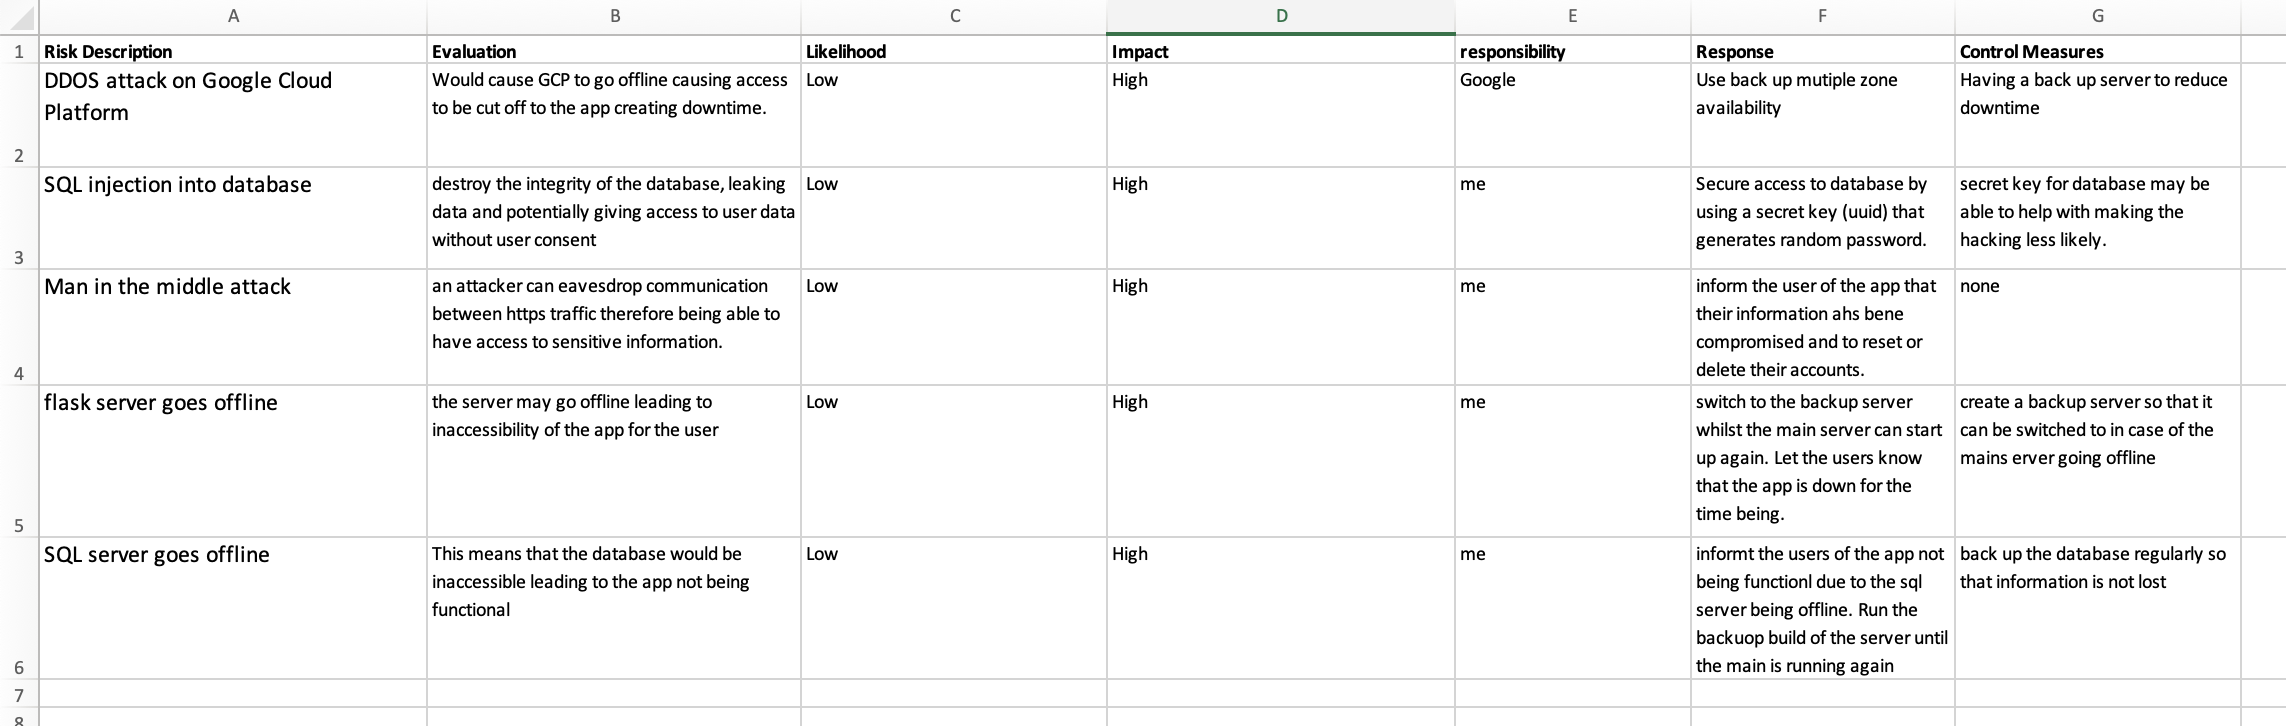 A B C D E F G
1 Risk Description Evaluation Likelihood Impact responsibility Response Control Measures
DDOS attack on Google Cloud
Platform
Would cause GCP to go offline causing access
to be cut off to the app creating downtime.
Low
High
Google
Use back up mutiple zone
availability
Having a back up server to reduce
downtime
2
SQL injection into database
destroy the integrity of the database, leaking
data and potentially giving access to user data
without user consent
Low
High
me
Secure access to database by
using a secret key (uuid) that
generates random password.
secret key for database may be
able to help with making the
hacking less likely.
3
Man in the middle attack
an attacker can eavesdrop communication
between https traffic therefore being able to
have access to sensitive information.
Low
High
me
inform the user of the app that
their information ahs bene
compromised and to reset or
delete their accounts.
none
4
flask server goes offline
the server may go offline leading to
inaccessibility of the app for the user
Low
High
me
switch to the backup server
whilst the main server can start
up again. Let the users know
that the app is down for the
time being.
create a backup server so that it
can be switched to in case of the
mains erver going offline
5
SQL server goes offline
This means that the database would be
inaccessible leading to the app not being
functional
Low
High
me
informt the users of the app not
being functionl due to the sql
server being offline. Run the
backuop build of the server until
the main is running again
back up the database regularly so
that information is not lost
6
7
8